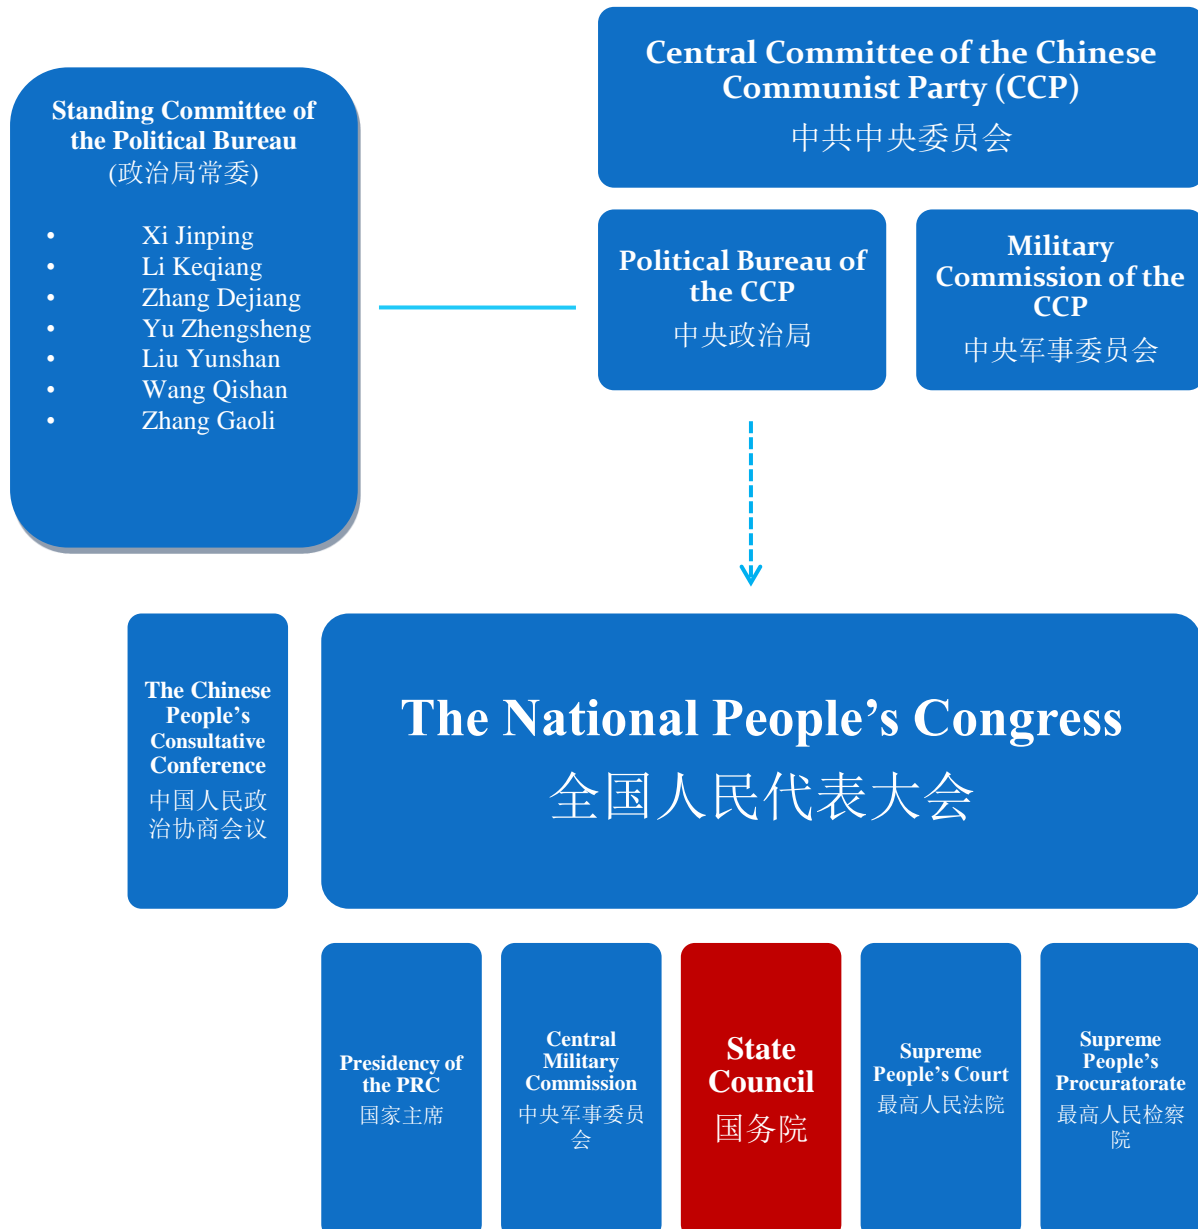 Central Committee of the Chinese
Communist Party (CCP)
中共中央委员会
Standing Committee of
the Political Bureau
(政治局常委)
• Xi Jinping
• Li Keqiang
• Zhang Dejiang
• Yu Zhengsheng
• Liu Yunshan
• Wang Qishan
• Zhang Gaoli
Political Bureau of
the CCP
中央政治局
Military
Commission of the
CCP
中央军事委员会
The Chinese
People's
Consultative
Conference
中国人民政
治协商会议
The National People's Congress
全国人民代表大会
Presidency of
the PRC
国家主席
Central
Military
Commission
中央军事委员
会
State
Council
国务院
Supreme
People's Court
最高人民法院
Supreme
People's
Procuratorate
最高人民检察
院